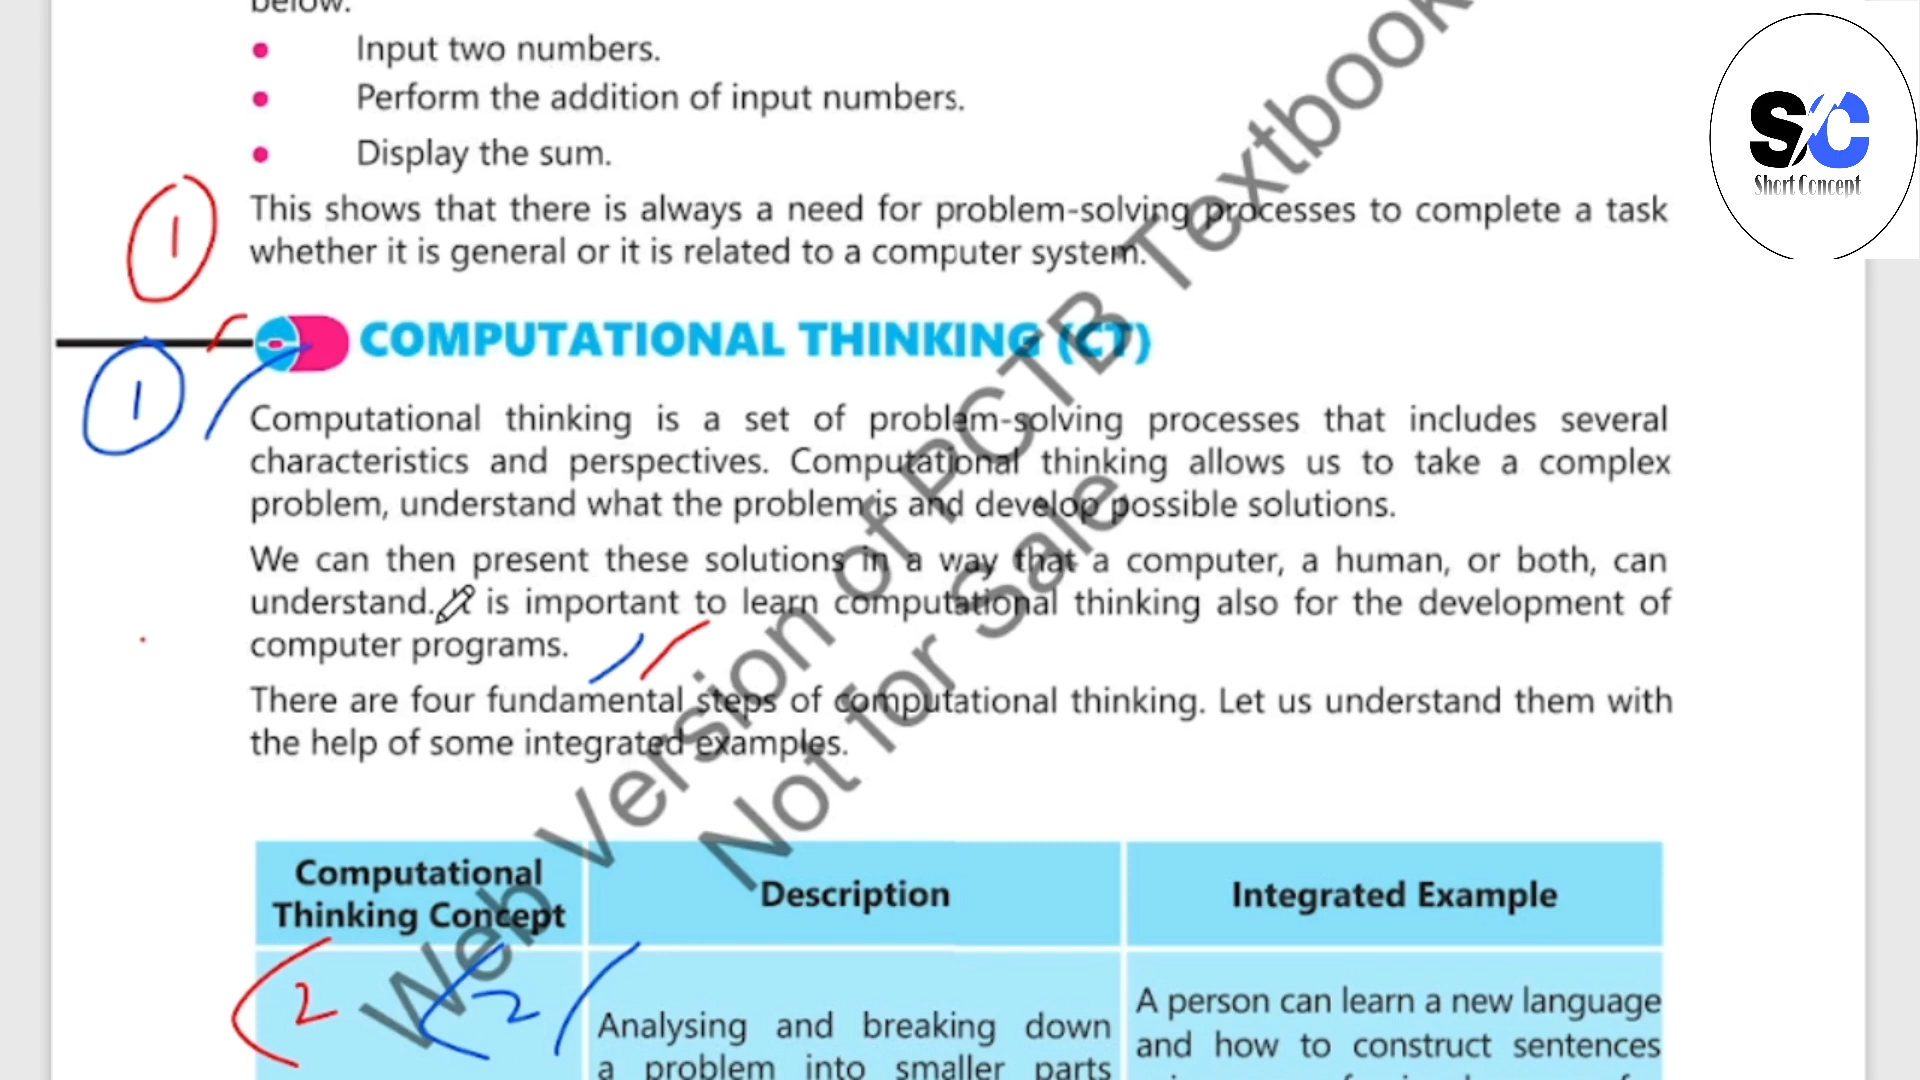 below.
• Input two numbers.
• Perform the addition of input numbers.
• Display the sum.
This shows that there is always a need for problem-solving processes to complete a task
whether it is general or it is related to a computer system.
1
COMPUTATIONAL THINKING (CT)
1
Computational thinking is a set of problem-solving processes that includes several
characteristics and perspectives. Computational thinking allows us to take a complex
problem, understand what the problem is and develop possible solutions.
We can then present these solutions in a way that a computer, a human, or both, can
understand. is important to learn computational thinking also for the development of
computer programs.
There are four fundamental steps of computational thinking. Let us understand them with
the help of some integrated examples.
Computational
Thinking Concept
Description
Integrated Example
2
2
Analysing and breaking down
a problem into smaller parts
A person can learn a new language
and how to construct sentences
Web Version of PCTB Textbook
Not for Sale
SC
Short Concept